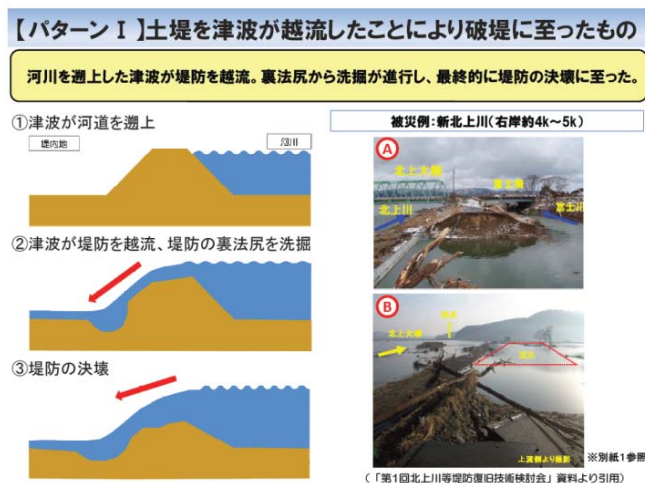 【パターンⅠ】土堤を津波が越流したことにより破堤に至ったもの
河川を遡上した津波が堤防を越流。裏法尻から洗掘が進行し、最終的に堤防の決壊に至った。
①津波が河道を遡上
堤内地
河川
②津波が堤防を越流、堤防の裏法尻を洗掘
③堤防の決壊
被災例：新北上川（右岸約4k～5k）
A
北上大橋
富士橋
北上川
富士川
B
北上大橋
上流側より撮影
※別紙1参照
（「第1回北上川等堤防復旧技術検討会」資料より引用）